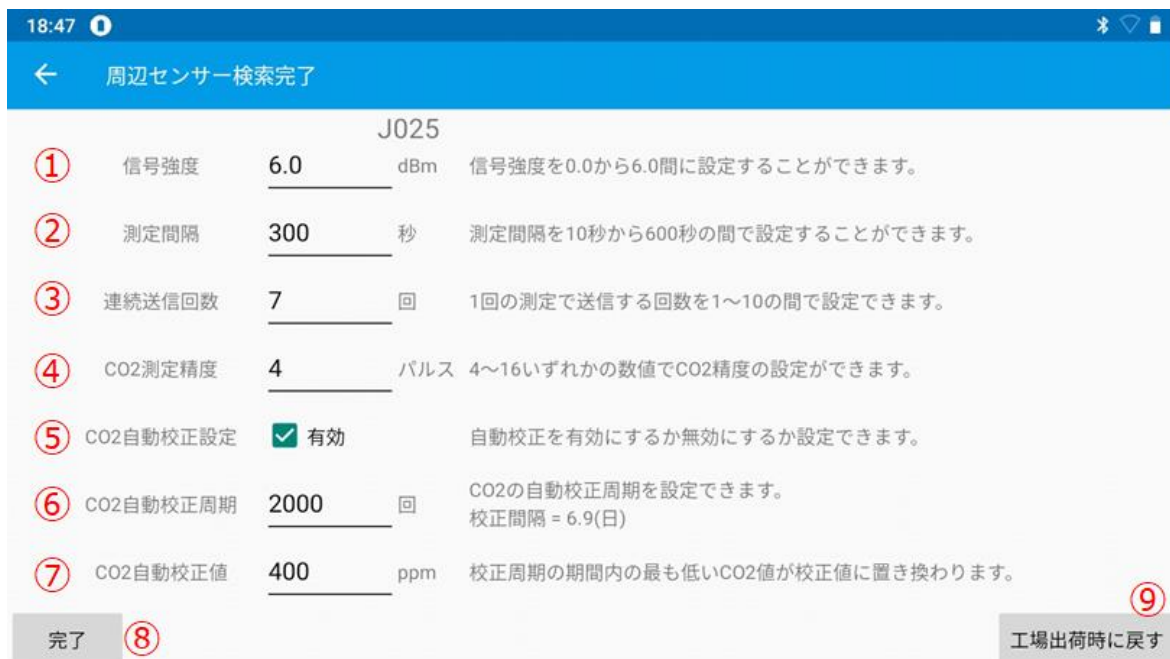 18:47
周辺センサー検索完了
J025
① 信号強度 6.0 dBm 信号強度を0.0から6.0間に設定することができます。
② 測定間隔 300 秒 測定間隔を10秒から600秒の間で設定することができます。
③ 連続送信回数 7 回 1回の測定で送信する回数を1～10の間で設定できます。
④ CO2測定精度 4 パルス 4～16いずれかの数値でCO2精度の設定ができます。
⑤ CO2自動校正設定 有効 自動校正を有効にするか無効にするか設定できます。
⑥ CO2自動校正周期 2000 回 CO2の自動校正周期を設定できます。
校正間隔 = 6.9(日)
⑦ CO2自動校正値 400 ppm 校正周期の期間内の最も低いCO2値が校正値に置き換わります。
⑨
完了 ⑧ 工場出荷時に戻す